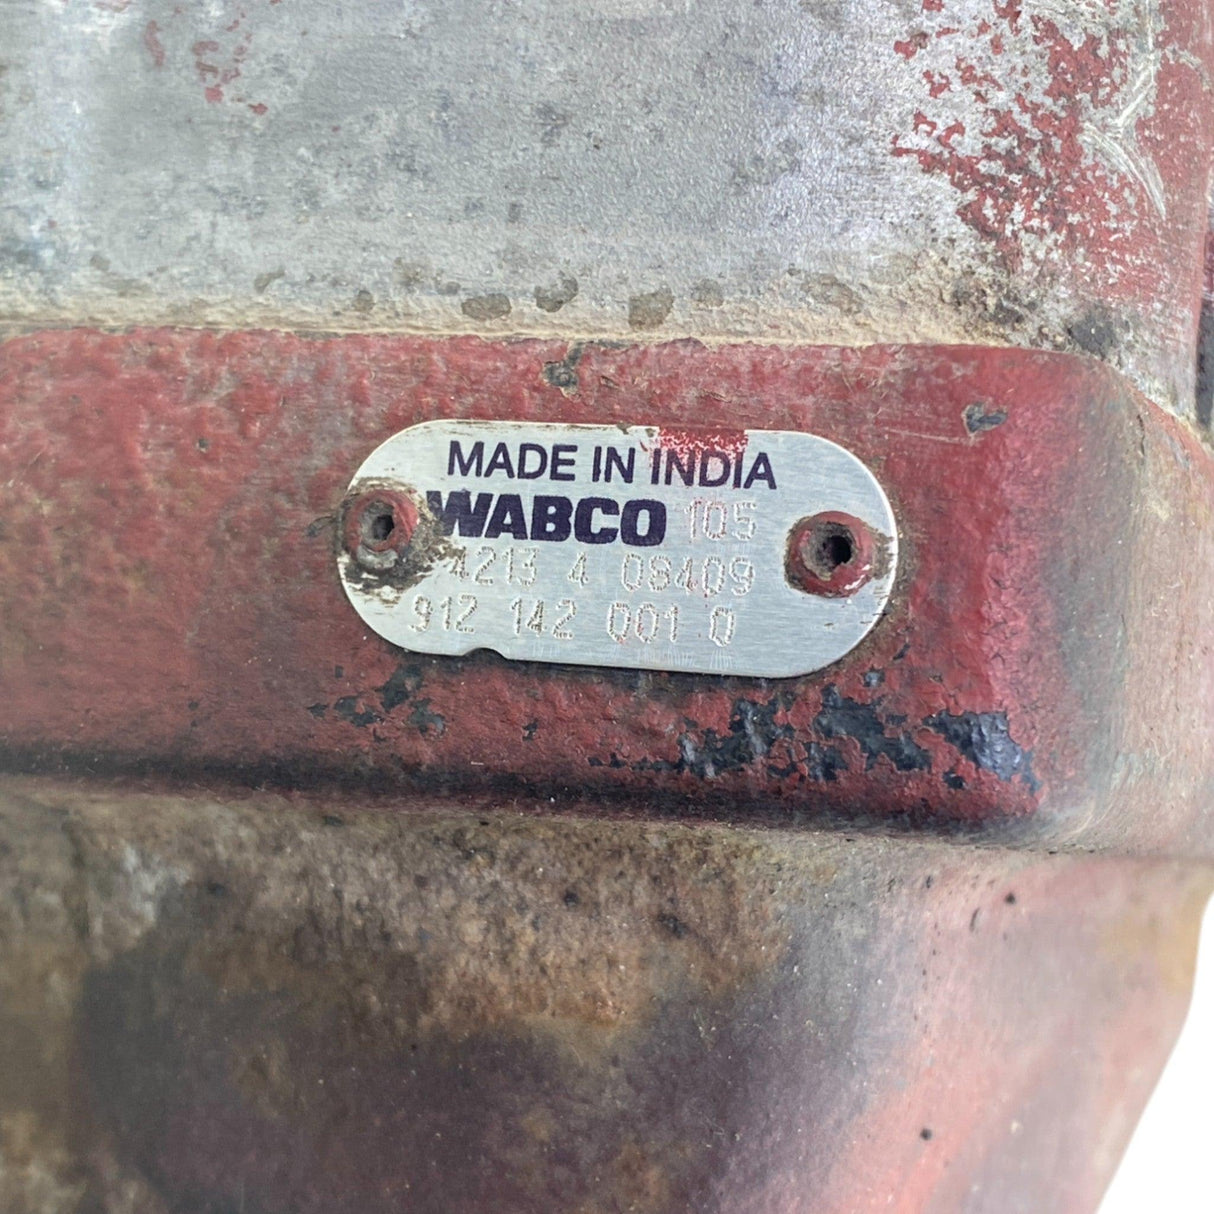 MADE IN INDIA
WABCO 105
4213 4 08409
912 142 001 0